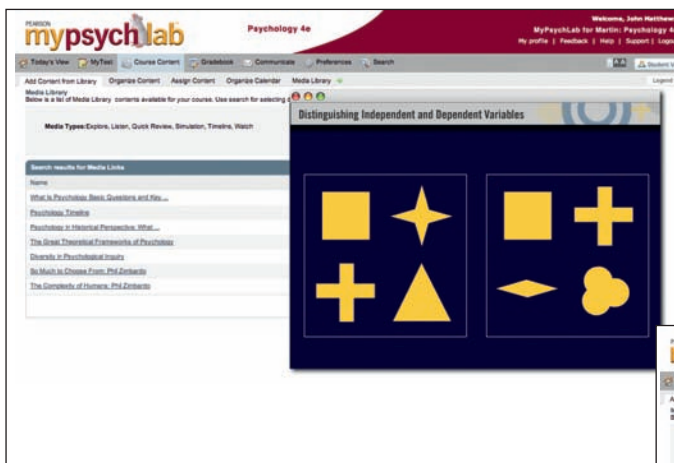 PEARSON
mypsychlab
Psychology 4e
Welcome, John Matthews
MyPsychLab for Martin: Psychology 4
My profile | Feedback | Help | Support | Logou
Today's View MyTest Course Content Gradebook Communicate Preferences Search
Student V
Add Content from Library Organize Content Assign Content Organize Calendar Media Library
Legend
Media Library
Below is a list of Media Library contents available for your course. Use search for selecting
Media Types: Explore, Listen, Quick Review, Simulation, Timeline, Watch
Distinguishing Independent and Dependent Variables
Search results for Media Links
Name
What Is Psychology: Basic Questions and Key ...
Psychology Timeline
Psychology in Historical Perspective: What ...
The Great Theoretical Frameworks of Psychology
Diversity in Psychological Inquiry
So Much to Choose From: Phil Zimbardo
The Complexity of Humans: Phil Zimbardo